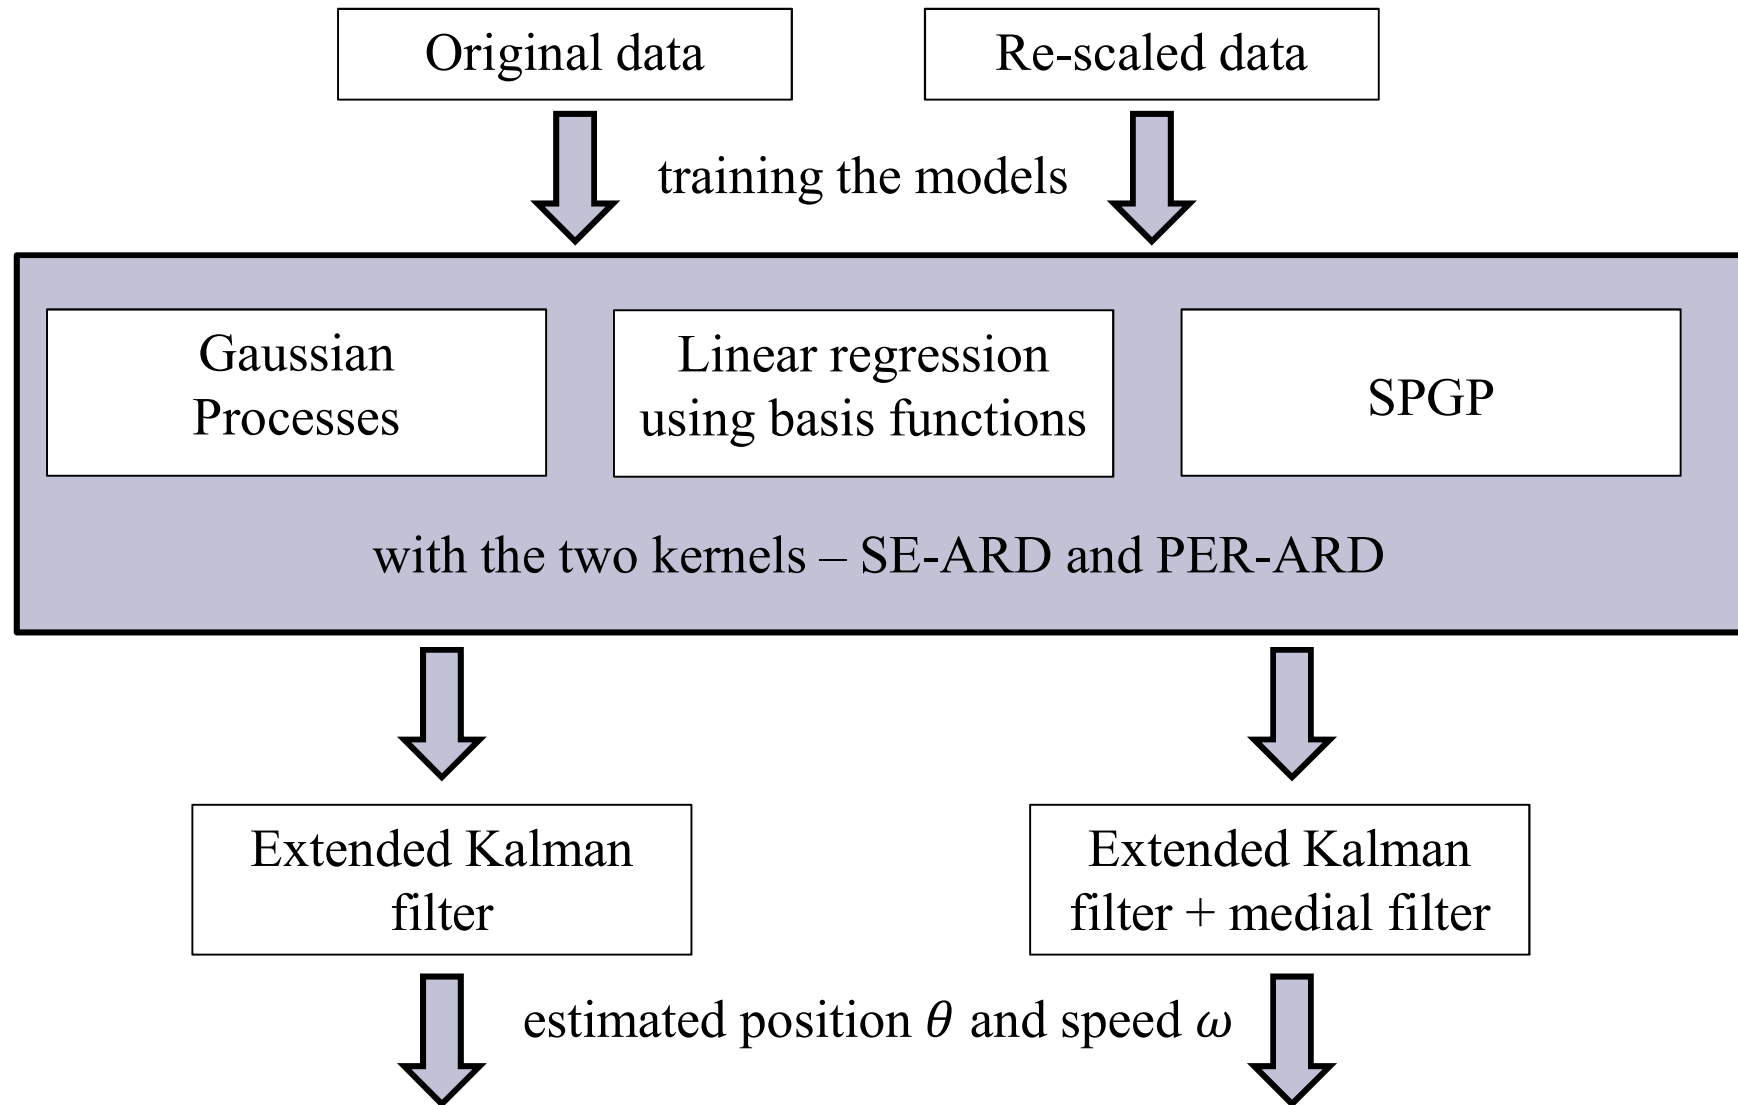 Original data
Re-scaled data
training the models
Gaussian
Processes
Linear regression
using basis functions
SPGP
with the two kernels – SE-ARD and PER-ARD
Extended Kalman
filter
Extended Kalman
filter + medial filter
estimated position θ and speed ω